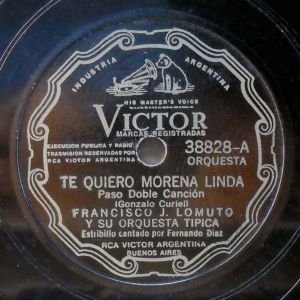 INDUSTRIA ARGENTINA
HIS MASTER'S VOICE
VICTOR
MARCAS REGISTRADAS
EJECUCION PUBLICA Y RADIO
TRASMISION RESERVADAS POR
RCA VICTOR ARGENTINA
38828-A
ORQUESTA
TE QUIERO MORENA LINDA
Paso Doble Canción
(Gonzalo Curiel)
FRANCISCO J. LOMUTO
Y SU ORQUESTA TIPICA
Estribillo cantado por Fernando Díaz
RCA VICTOR ARGENTINA
BUENOS AIRES